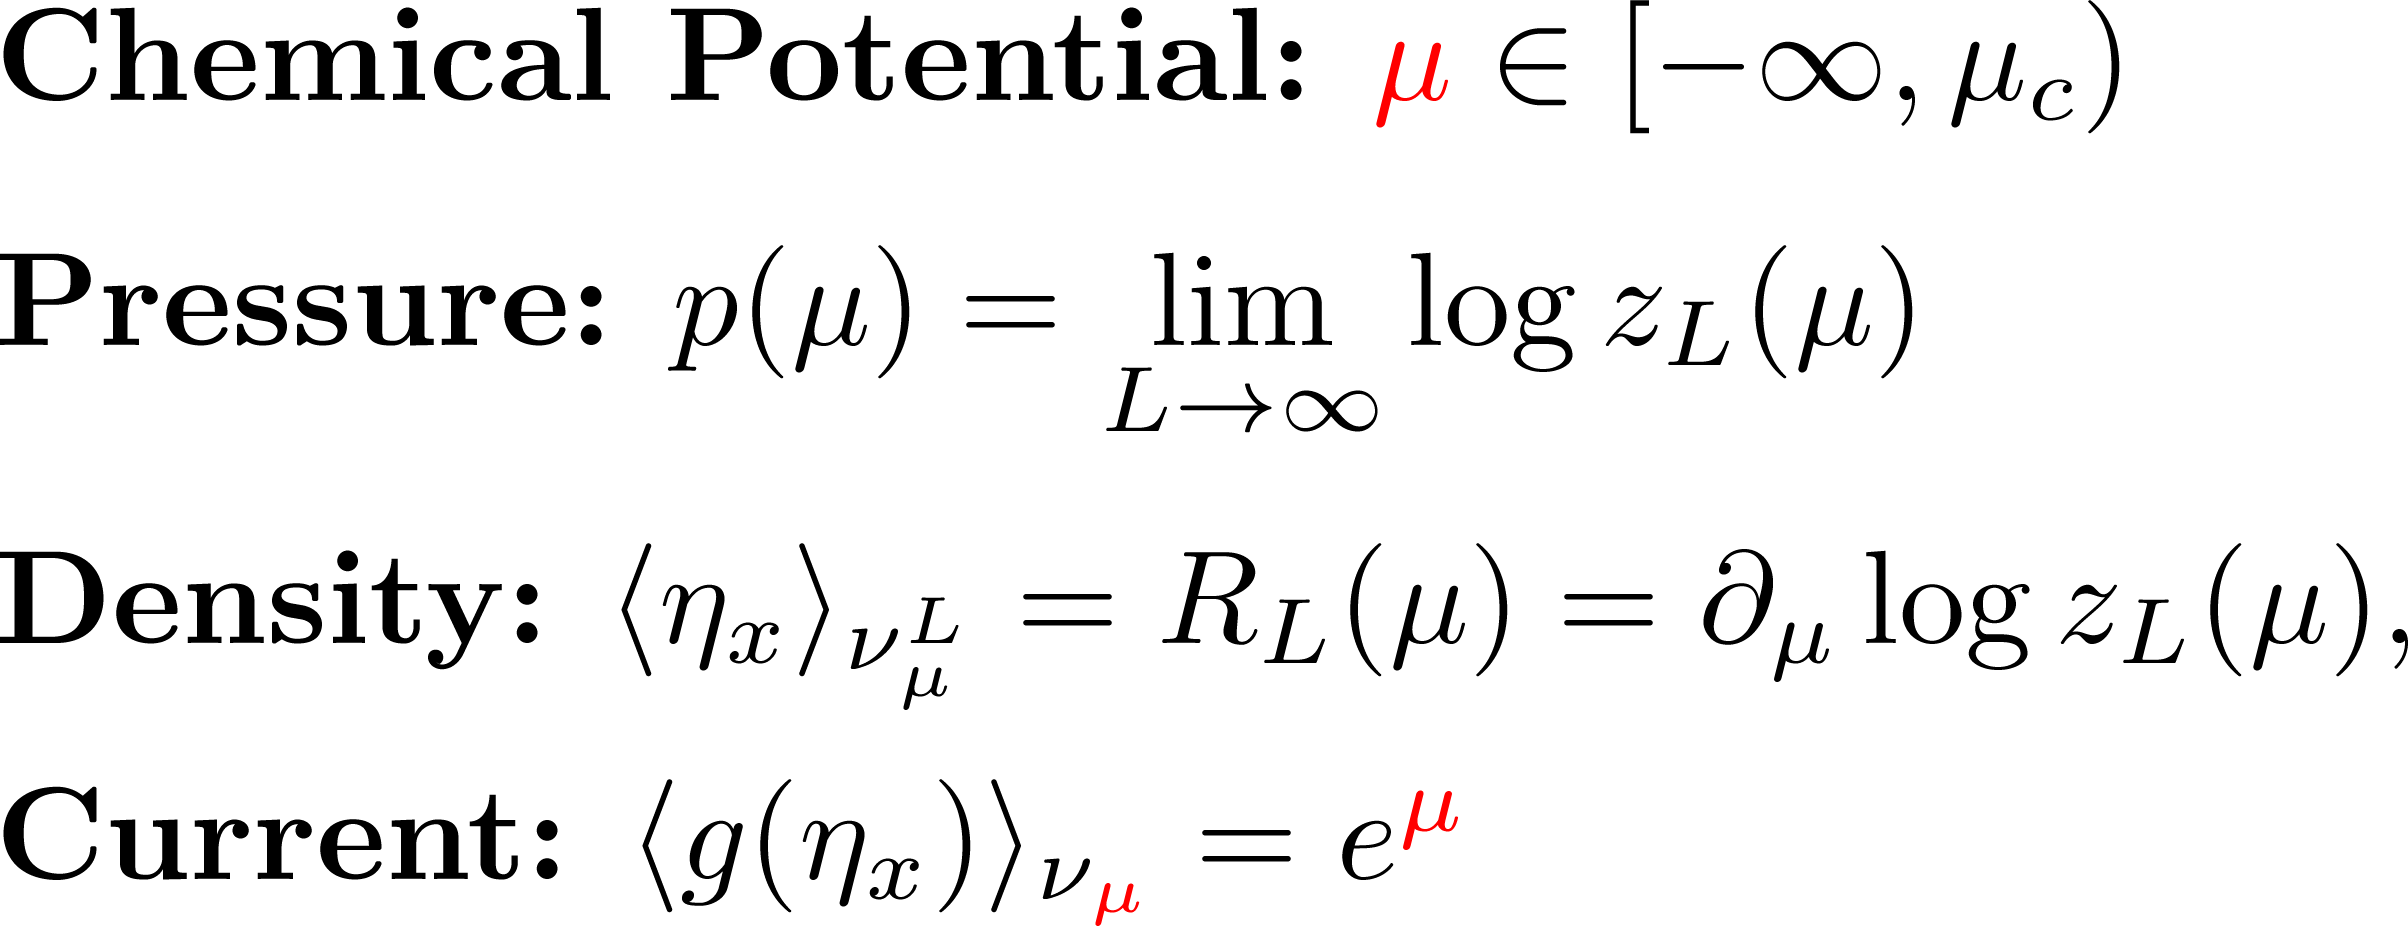 Chemical Potential: μ ∈ [−∞, μ_c)
Pressure: p(μ) = lim_{L→∞} log z_L(μ)
Density: ⟨η_x⟩_{ν_μ^L} = R_L(μ) = ∂_μ log z_L(μ),
Current: ⟨g(η_x)⟩_{ν_μ} = e^μ